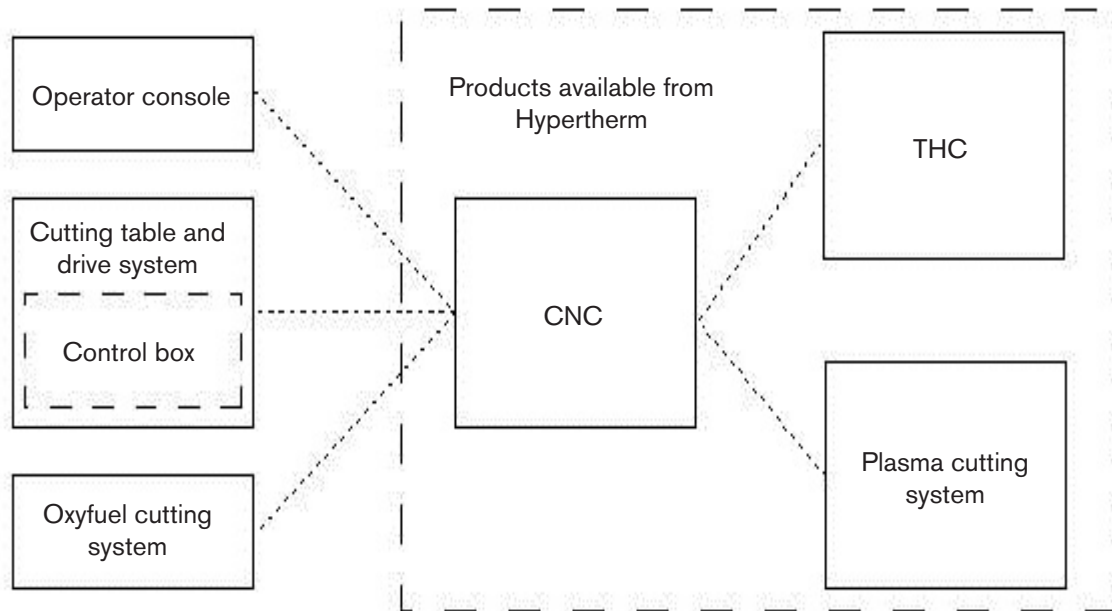 Operator console
Cutting table and
drive system
Control box
Oxyfuel cutting
system
Products available from
Hypertherm
CNC
THC
Plasma cutting
system